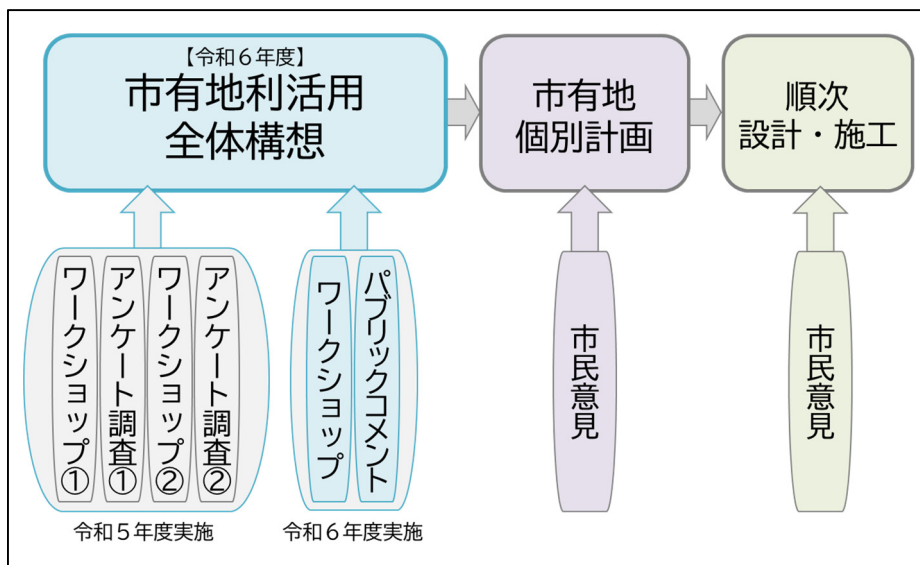 【令和６年度】
市有地利活用
全体構想
市有地
個別計画
順次
設計・施工
ワークショップ①
アンケート調査①
ワークショップ②
アンケート調査②
ワークショップ
パブリックコメント
市民意見
市民意見
令和５年度実施
令和６年度実施